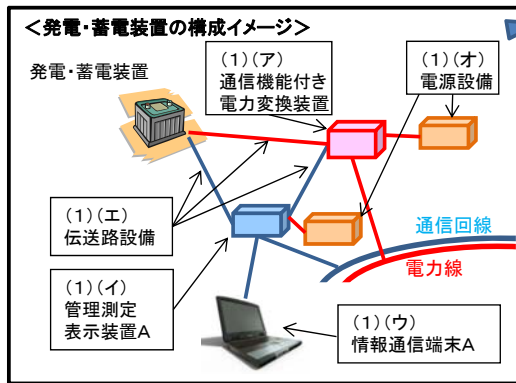 ＜発電・蓄電装置の構成イメージ＞
発電・蓄電装置
（１）（ア）
通信機能付き
電力変換装置
（１）（オ）
電源設備
（１）（エ）
伝送路設備
通信回線
電力線
（１）（イ）
管理測定
表示装置Ａ
（１）（ウ）
情報通信端末Ａ